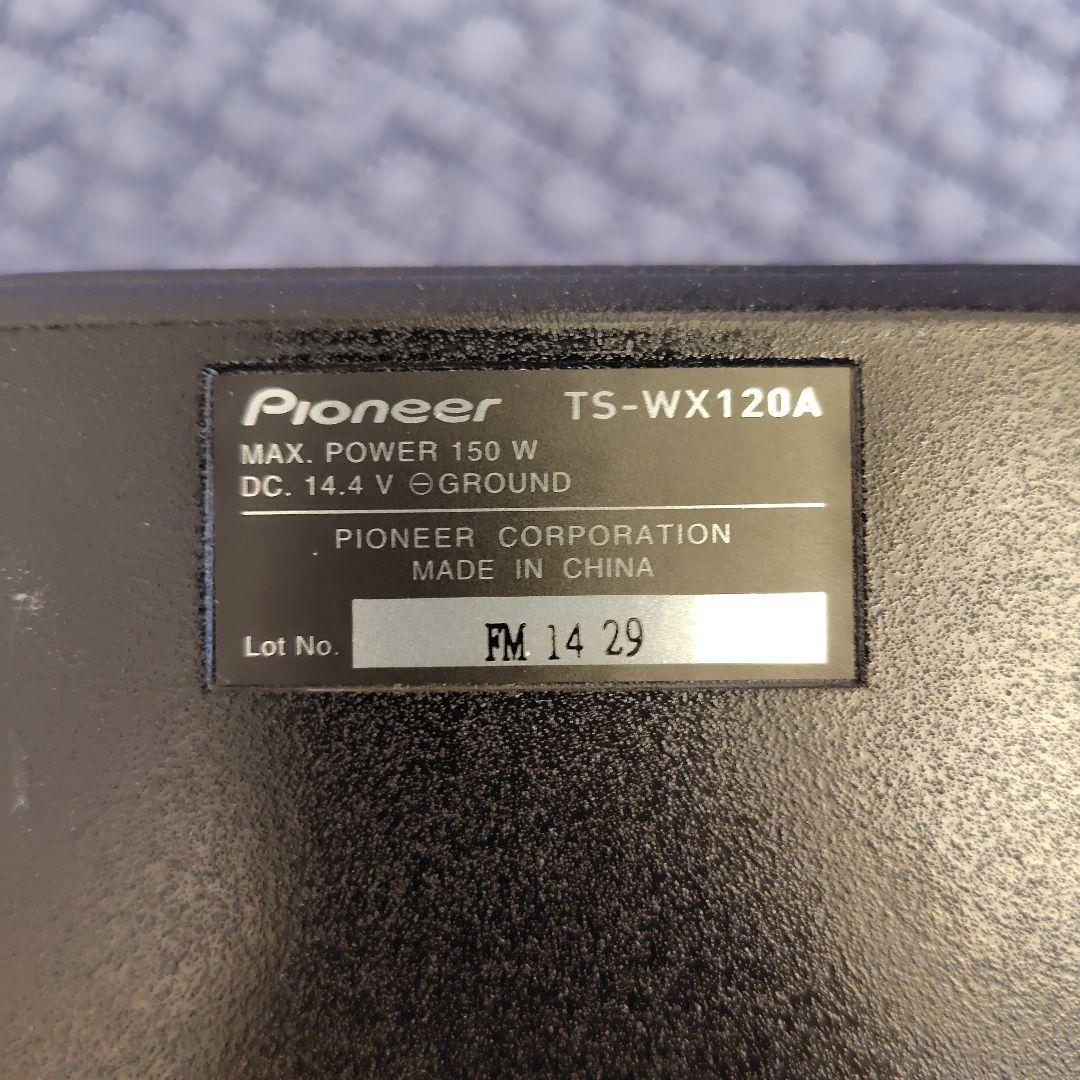 Pioneer TS-WX120A
MAX. POWER 150 W
DC. 14.4 V ⊖GROUND
PIONEER CORPORATION
MADE IN CHINA
Lot No. FM 14 29